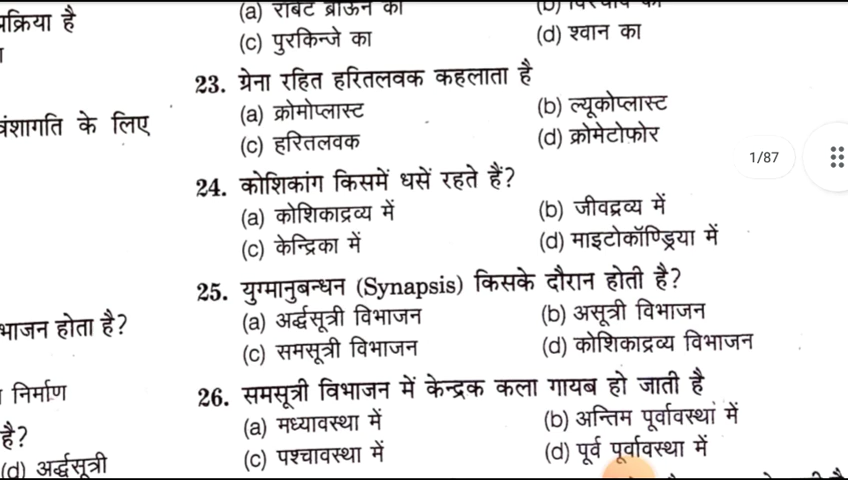 प्रक्रिया है
वंशागति के लिए
भाजन होता है?
निर्माण
है?
(d) अर्द्धसूत्री
(a) राबर्ट ब्राऊन का
(c) पुरकिन्जे का
(d) श्वान का
23. ग्रेना रहित हरितलवक कहलाता है
(a) क्रोमोप्लास्ट
(b) ल्यूकोप्लास्ट
(c) हरितलवक
(d) क्रोमेटोफोर
24. कोशिकांग किसमें धसें रहते हैं?
(a) कोशिकाद्रव्य में
(b) जीवद्रव्य में
(c) केन्द्रिका में
(d) माइटोकॉण्ड्रिया में
25. युग्मानुबन्धन (Synapsis) किसके दौरान होती है?
(a) अर्द्धसूत्री विभाजन
(b) असूत्री विभाजन
(c) समसूत्री विभाजन
(d) कोशिकाद्रव्य विभाजन
26. समसूत्री विभाजन में केन्द्रक कला गायब हो जाती है
(a) मध्यावस्था में
(b) अन्तिम पूर्वावस्था में
(c) पश्चावस्था में
(d) पूर्व पूर्वावस्था में
1/87